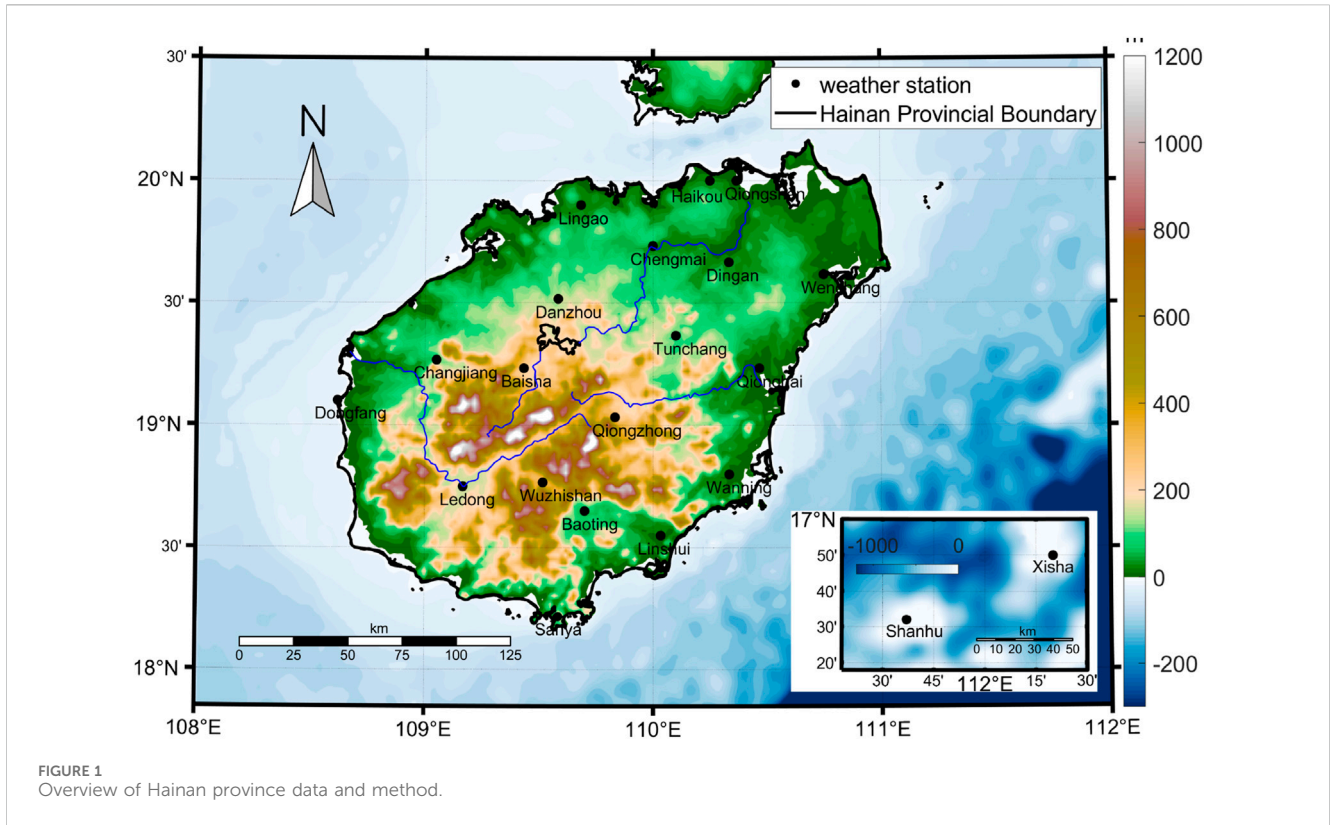 m
30'
20°N
30'
19°N
30'
18°N
108°E
109°E
110°E
111°E
112°E
N
weather station
Hainan Provincial Boundary
1200
1000
800
600
400
200
0
-200
Haikou
Qiongshan
Lingao
Chengmai
Dingan
Wenchang
Danzhou
Tunchang
Changjiang
Baisha
Qionghai
Dongfang
Qiongzhong
Ledong
Wuzhishan
Wanning
Baoting
Linshui
Sanya
km
0 25 50 75 100 125
17°N
50'
40'
30'
20'
-1000 0
Xisha
Shanhu
km
0 10 20 30 40 50
30' 45' 112°E 15' 30'
FIGURE 1
Overview of Hainan province data and method.